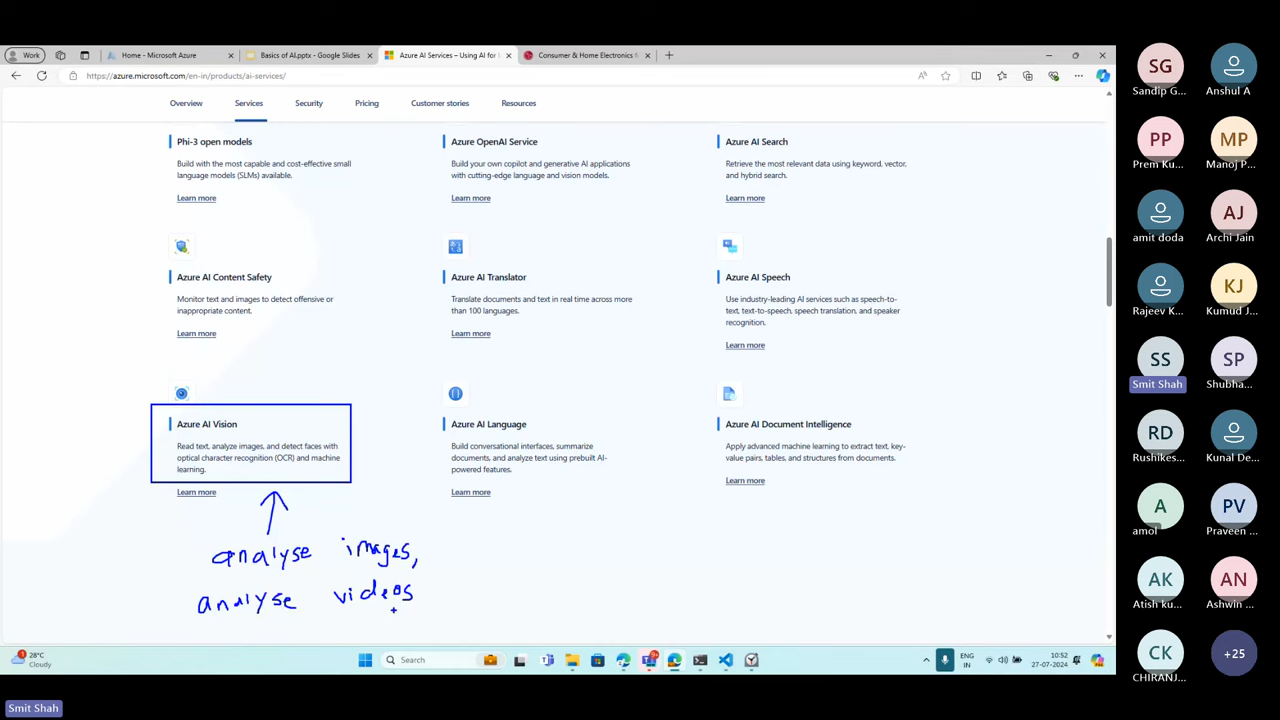 Work
Home - Microsoft Azure
Basics of AI.pptx - Google Slides
Azure AI Services – Using AI for
Consumer & Home Electronics
https://azure.microsoft.com/en-in/products/ai-services/
Overview Services Security Pricing Customer stories Resources
Phi-3 open models
Build with the most capable and cost-effective small
language models (SLMs) available.
Learn more
Azure OpenAI Service
Build your own copilot and generative AI applications
with cutting-edge language and vision models.
Learn more
Azure AI Search
Retrieve the most relevant data using keyword, vector,
and hybrid search.
Learn more
Azure AI Content Safety
Monitor text and images to detect offensive or
inappropriate content.
Learn more
Azure AI Translator
Translate documents and text in real time across more
than 100 languages.
Learn more
Azure AI Speech
Use industry-leading AI services such as speech-to-
text, text-to-speech, speech translation, and speaker
recognition.
Learn more
Azure AI Vision
Read text, analyze images, and detect faces with
optical character recognition (OCR) and machine
learning.
Learn more
Azure AI Language
Build conversational interfaces, summarize
documents, and analyze text using prebuilt AI-
powered features.
Learn more
Azure AI Document Intelligence
Apply advanced machine learning to extract text, key-
value pairs, tables, and structures from documents.
Learn more
analyse images,
analyse videos
28°C
Cloudy
Search
ENG
IN
10:52
27-07-2024
SG
Sandip G...
Anshul A
PP
Prem Ku...
MP
Manoj P...
amit doda
AJ
Archi Jain
Rajeev K...
KJ
Kumud J...
SS
Smit Shah
SP
Shubha...
RD
Rushikes...
Kunal De...
A
amol
PV
Praveen ...
AK
Atish ku...
AN
Ashwin ...
CK
CHIRANJ...
+25
Smit Shah